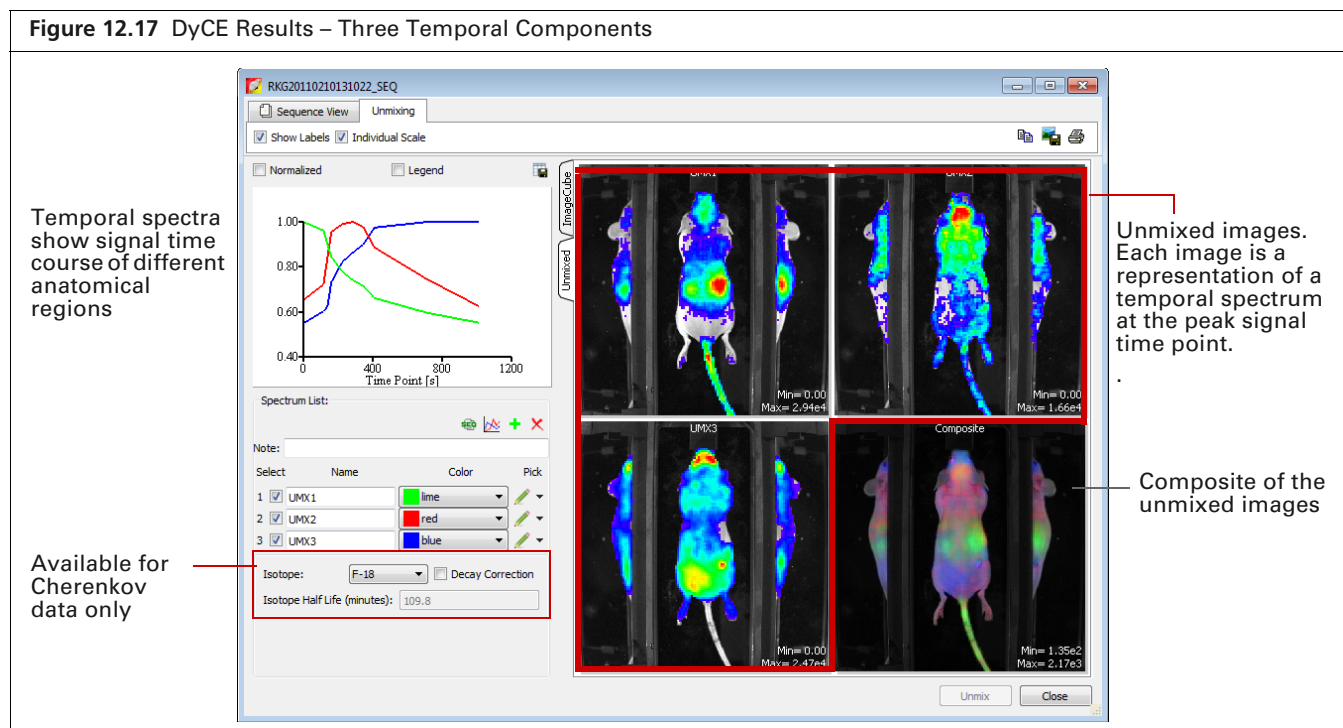 Figure 12.17 DyCE Results – Three Temporal Components
RKG20110210131022_SEQ
Sequence View
Unmixing
Show Labels
Individual Scale
Normalized
Legend
1.00
0.80
0.60
0.40
0
400
800
1200
Time Point [s]
Temporal spectra
show signal time
course of different
anatomical
regions
Spectrum List:
SEQ
Note:
Select
Name
Color
Pick
1
UMX1
lime
2
UMX2
red
3
UMX3
blue
Isotope:
F-18
Decay Correction
Isotope Half Life (minutes):
109.8
Available for
Cherenkov
data only
ImageCube
Unmixed
UMX1
Min= 0.00
Max= 2.94e4
UMX2
Min= 0.00
Max= 1.66e4
UMX3
Min= 0.00
Max= 2.47e4
Composite
Min= 1.35e2
Max= 2.17e3
Unmixed images.
Each image is a
representation of a
temporal spectrum
at the peak signal
time point.
.
Composite of the
unmixed images
Unmix
Close